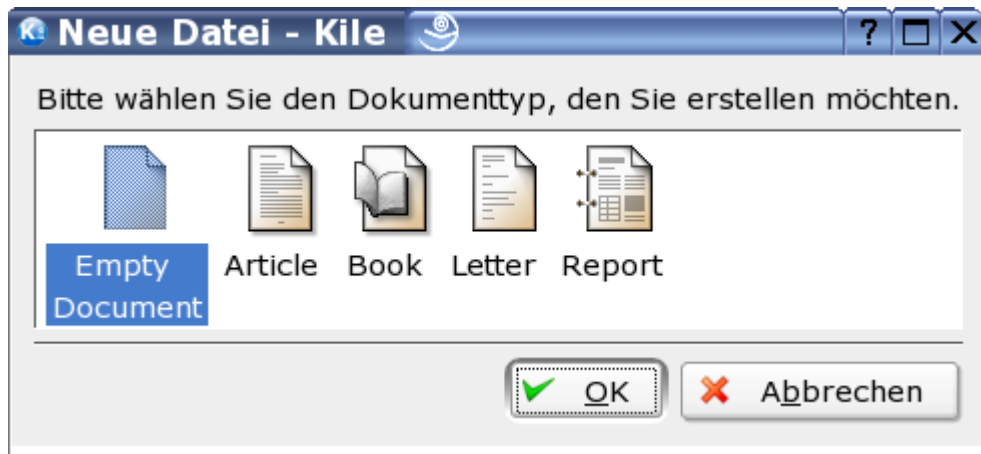 Neue Datei - Kile
Bitte wählen Sie den Dokumenttyp, den Sie erstellen möchten.
Empty Article Book Letter Report
Document
OK Abbrechen